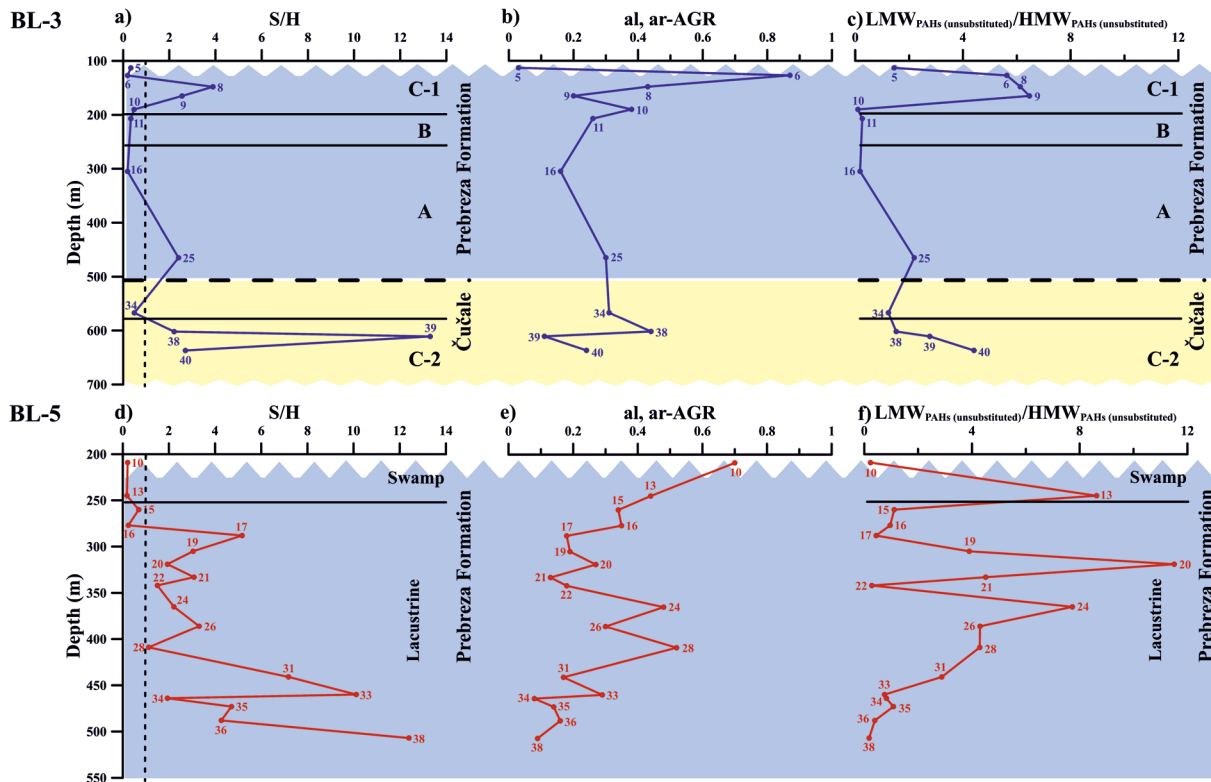 BL-3
a)
S/H
0 2 4 6 8 10 12 14
100
200
300
400
500
600
700
Depth (m)
5
6
8
9
10
11
16
25
34
38
39
40
C-1
B
A
C-2
Prebreza Formation
Čučale
b)
al, ar-AGR
0 0.2 0.4 0.6 0.8 1
5
6
8
9
10
11
16
25
34
38
39
40
c)
LMW PAHs (unsubstituted)/HMW PAHs (unsubstituted)
0 4 8 12
5
6
8
9
10
11
16
25
34
38
39
40
C-1
B
A
C-2
Prebreza Formation
Čučale
BL-5
d)
S/H
0 2 4 6 8 10 12 14
200
250
300
350
400
450
500
550
Depth (m)
10
13
15
16
17
19
20
21
22
24
26
28
31
33
34
35
36
38
Swamp
Lacustrine
Prebreza Formation
e)
al, ar-AGR
0 0.2 0.4 0.6 0.8 1
10
13
15
16
17
19
20
21
22
24
26
28
31
33
34
35
36
38
f)
LMW PAHs (unsubstituted)/HMW PAHs (unsubstituted)
0 4 8 12
10
13
15
16
17
19
20
21
22
24
26
28
31
33
34
35
36
38
Swamp
Lacustrine
Prebreza Formation